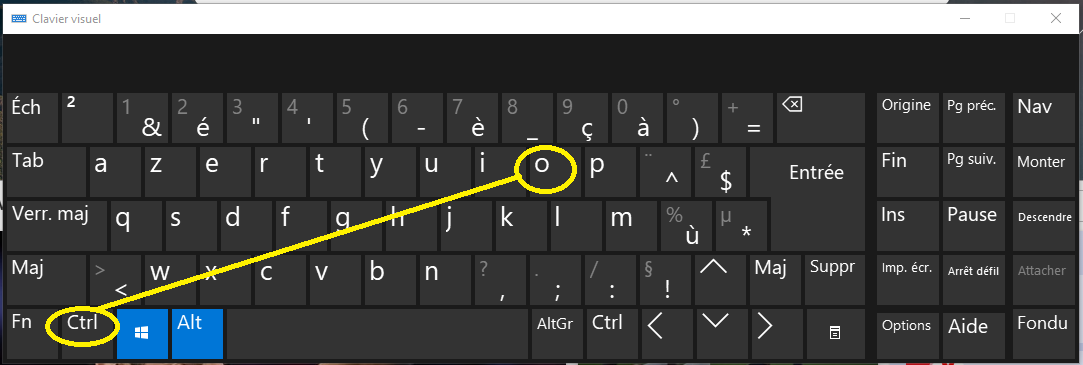 Clavier visuel
Éch ² 1 & 2 é 3 " 4 ' 5 ( 6 - 7 è 8 _ 9 ç 0 à ° ) + = Origine Pg préc. Nav
Tab a z e r t y u i o p ¨ ^ £ $ Entrée Fin Pg suiv. Monter
Verr. maj q s d f g h j k l m % ù µ * Ins Pause Descendre
Maj > < w x c v b n ? , . ; / : § ! Maj Suppr Imp. écr. Arrêt défil Attacher
Fn Ctrl Alt AltGr Ctrl Options Aide Fondu